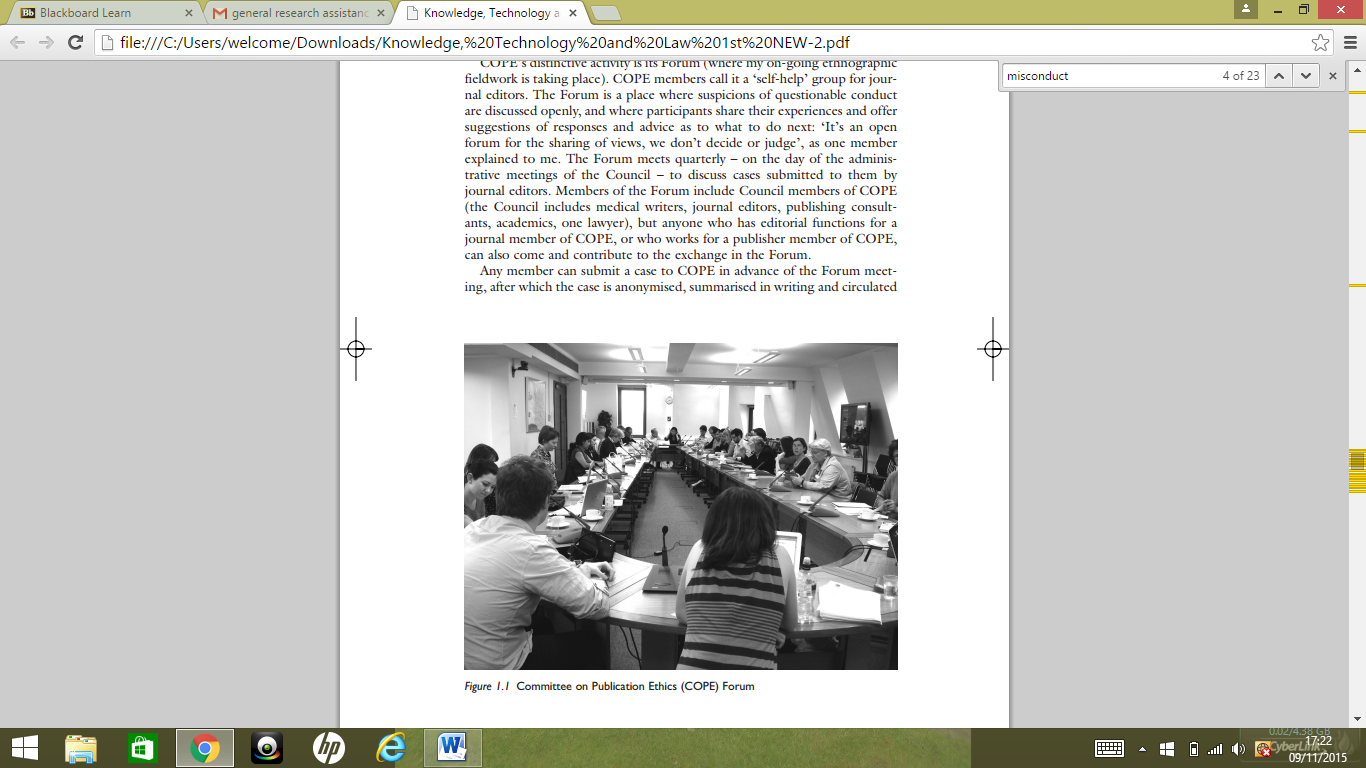 Blackboard Learn
general research assistanc
Knowledge, Technology a
file:///C:/Users/welcome/Downloads/Knowledge,%20Technology%20and%20Law%201st%20NEW-2.pdf
misconduct
4 of 23
COPE's distinctive activity is its Forum (where my on-going ethnographic
fieldwork is taking place). COPE members call it a 'self-help' group for jour-
nal editors. The Forum is a place where suspicions of questionable conduct
are discussed openly, and where participants share their experiences and offer
suggestions of responses and advice as to what to do next: 'It's an open
forum for the sharing of views, we don't decide or judge', as one member
explained to me. The Forum meets quarterly – on the day of the adminis-
trative meetings of the Council – to discuss cases submitted to them by
journal editors. Members of the Forum include Council members of COPE
(the Council includes medical writers, journal editors, publishing consult-
ants, academics, one lawyer), but anyone who has editorial functions for a
journal member of COPE, or who works for a publisher member of COPE,
can also come and contribute to the exchange in the Forum.
Any member can submit a case to COPE in advance of the Forum meet-
ing, after which the case is anonymised, summarised in writing and circulated
Figure 1.1 Committee on Publication Ethics (COPE) Forum
Bb
hp
W
0.02/4.38 GB
CyberLink
17:22
09/11/2015